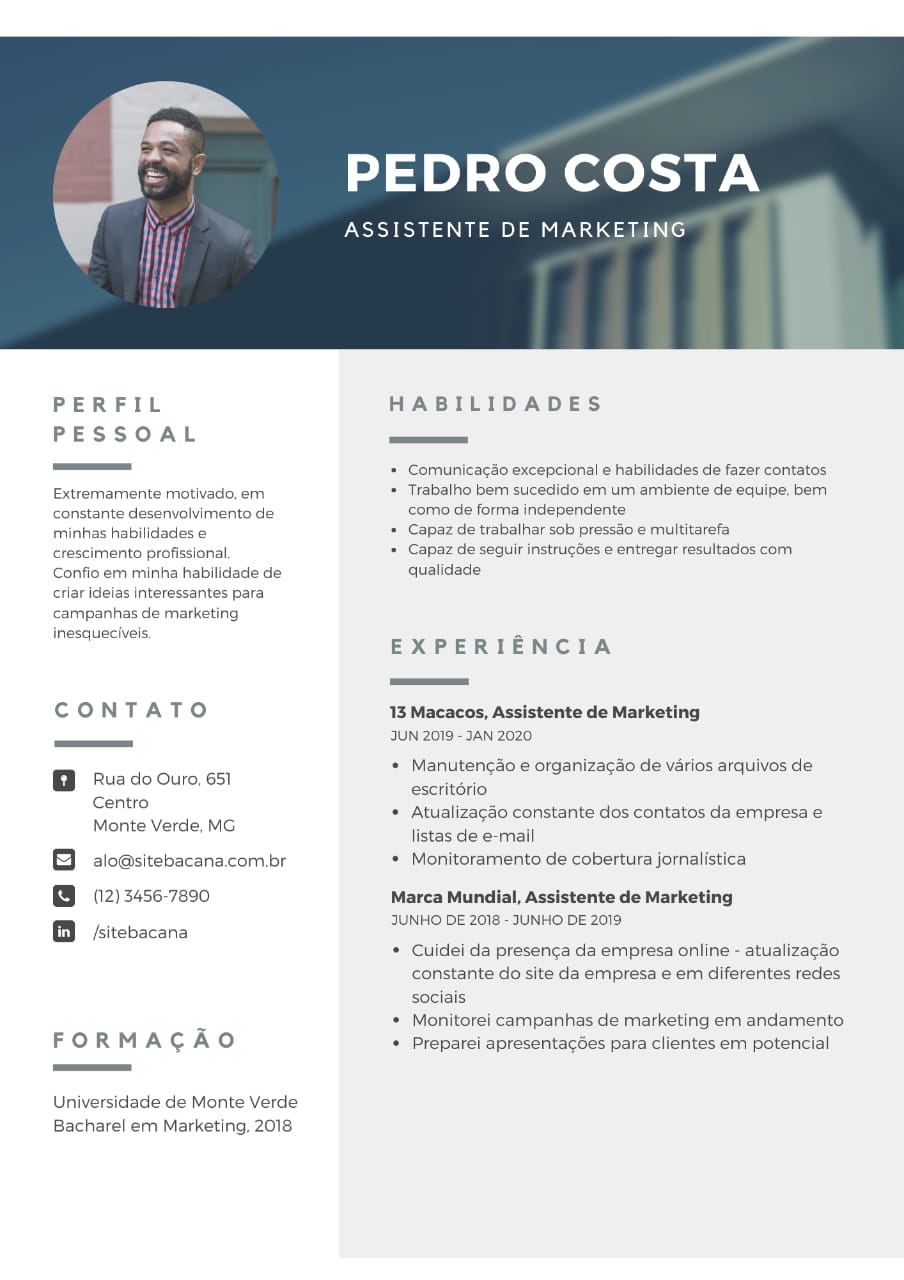 PEDRO COSTA
ASSISTENTE DE MARKETING
PERFIL
PESSOAL
Extremamente motivado, em
constante desenvolvimento de
minhas habilidades e
crescimento profissional.
Confio em minha habilidade de
criar ideias interessantes para
campanhas de marketing
inesquecíveis.
CONTATO
Rua do Ouro, 651
Centro
Monte Verde, MG
alo@sitebacana.com.br
(12) 3456-7890
in
/sitebacana
FORMAÇÃO
Universidade de Monte Verde
Bacharel em Marketing, 2018
HABILIDADES
• Comunicação excepcional e habilidades de fazer contatos
• Trabalho bem sucedido em um ambiente de equipe, bem
como de forma independente
• Capaz de trabalhar sob pressão e multitarefa
• Capaz de seguir instruções e entregar resultados com
qualidade
EXPERIÊNCIA
13 Macacos, Assistente de Marketing
JUN 2019 - JAN 2020
• Manutenção e organização de vários arquivos de
escritório
• Atualização constante dos contatos da empresa e
listas de e-mail
• Monitoramento de cobertura jornalística
Marca Mundial, Assistente de Marketing
JUNHO DE 2018 - JUNHO DE 2019
• Cuidei da presença da empresa online - atualização
constante do site da empresa e em diferentes redes
sociais
• Monitorei campanhas de marketing em andamento
• Preparei apresentações para clientes em potencial